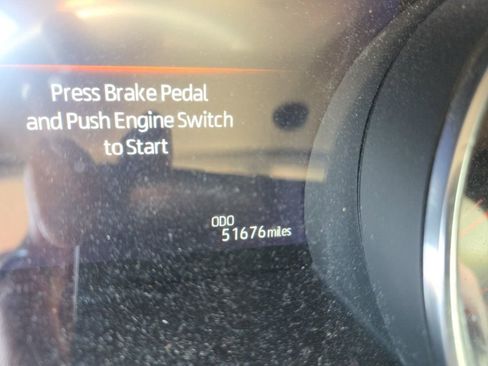 Press Brake Pedal
and Push Engine Switch
to Start
ODO
51676 miles